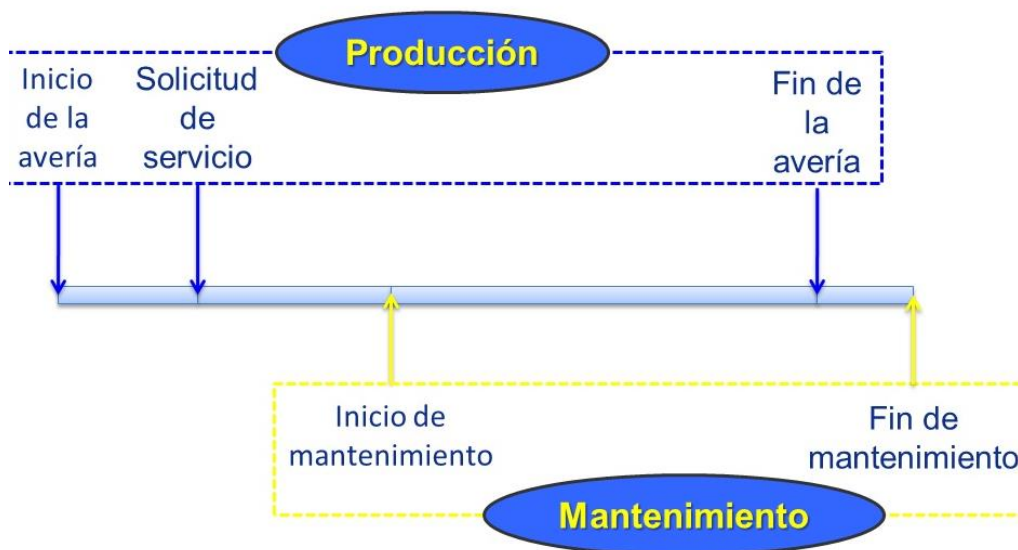 Producción
Inicio
de la
avería
Solicitud
de
servicio
Fin de
la
avería
Inicio de
mantenimiento
Fin de
mantenimiento
Mantenimiento